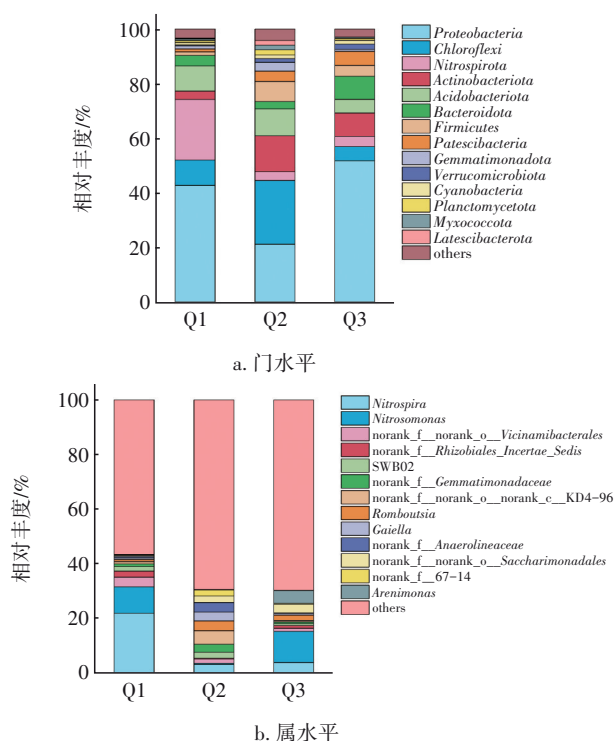 相对丰度/%
100
80
60
40
20
0
Q1 Q2 Q3
Proteobacteria
Chloroflexi
Nitrospirota
Actinobacteriota
Acidobacteriota
Bacteroidota
Firmicutes
Patescibacteria
Gemmatimonadota
Verrucomicrobiota
Cyanobacteria
Planctomycetota
Myxococcota
Latescibacterota
others
a. 门水平
相对丰度/%
100
80
60
40
20
0
Q1 Q2 Q3
Nitrospira
Nitrosomonas
norank_f__norank_o__Vicinamibacterales
norank_f__Rhizobiales_Incertae_Sedis
SWB02
norank_f__Gemmatimonadaceae
norank_f__norank_o__norank_c__KD4-96
Romboutsia
Gaiella
norank_f__Anaerolineaceae
norank_f__norank_o__Saccharimonadales
norank_f__67-14
Arenimonas
others
b. 属水平